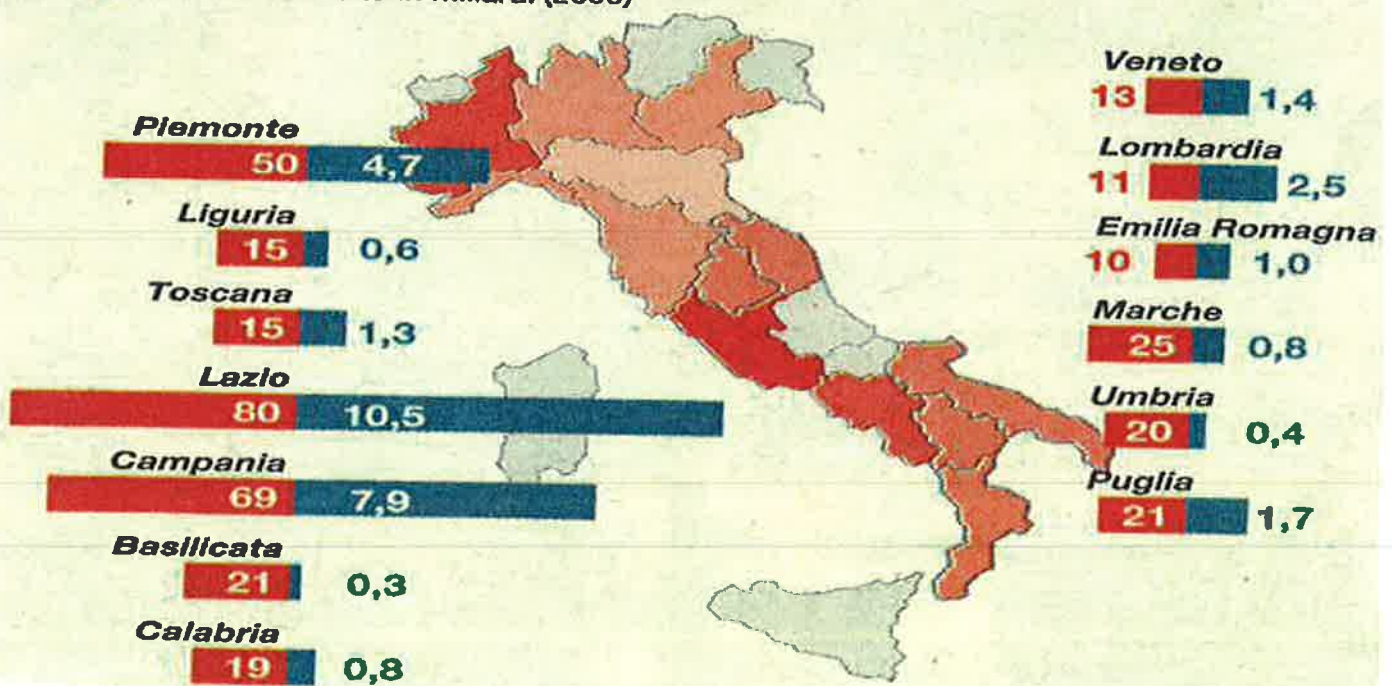 Piemonte
50 4,7
Liguria
15 0,6
Toscana
15 1,3
Lazio
80 10,5
Campania
69 7,9
Basilicata
21 0,3
Calabria
19 0,8
Veneto
13 1,4
Lombardia
11 2,5
Emilia Romagna
10 1,0
Marche
25 0,8
Umbria
20 0,4
Puglia
21 1,7